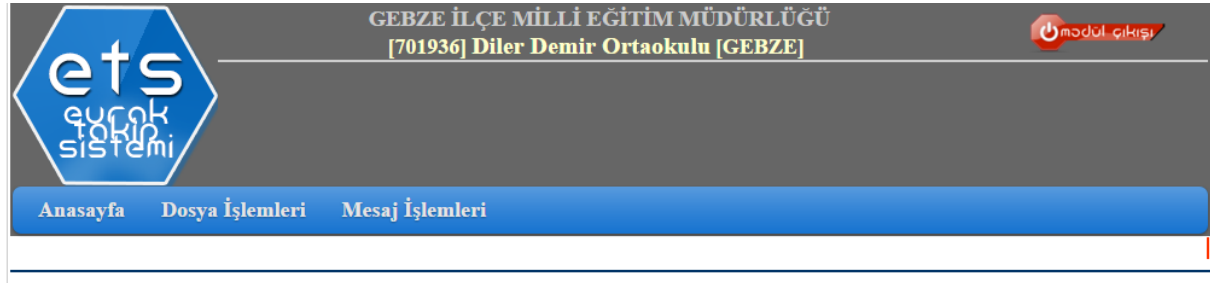 GEBZE İLÇE MİLLİ EĞİTİM MÜDÜRLÜĞÜ
[701936] Diler Demir Ortaokulu [GEBZE]
modül çıkışı
ets
evrak
takip
sistemi
Anasayfa Dosya İşlemleri Mesaj İşlemleri